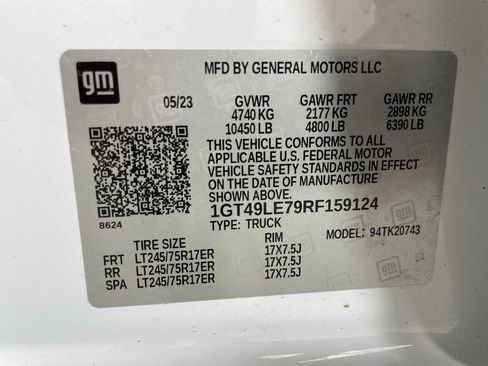 gm
MFD BY GENERAL MOTORS LLC
05/23 GVWR GAWR FRT GAWR RR
4740 KG 2177 KG 2898 KG
10450 LB 4800 LB 6390 LB
THIS VEHICLE CONFORMS TO ALL
APPLICABLE U.S. FEDERAL MOTOR
VEHICLE SAFETY STANDARDS IN
EFFECT ON THE DATE OF MANUFACTURE
SHOWN ABOVE.
1GT49LE79RF159124
8624
TYPE: TRUCK MODEL: 94TK20743
TIRE SIZE RIM
FRT LT245/75R17ER 17X7.5J
RR LT245/75R17ER 17X7.5J
SPA LT245/75R17ER 17X7.5J